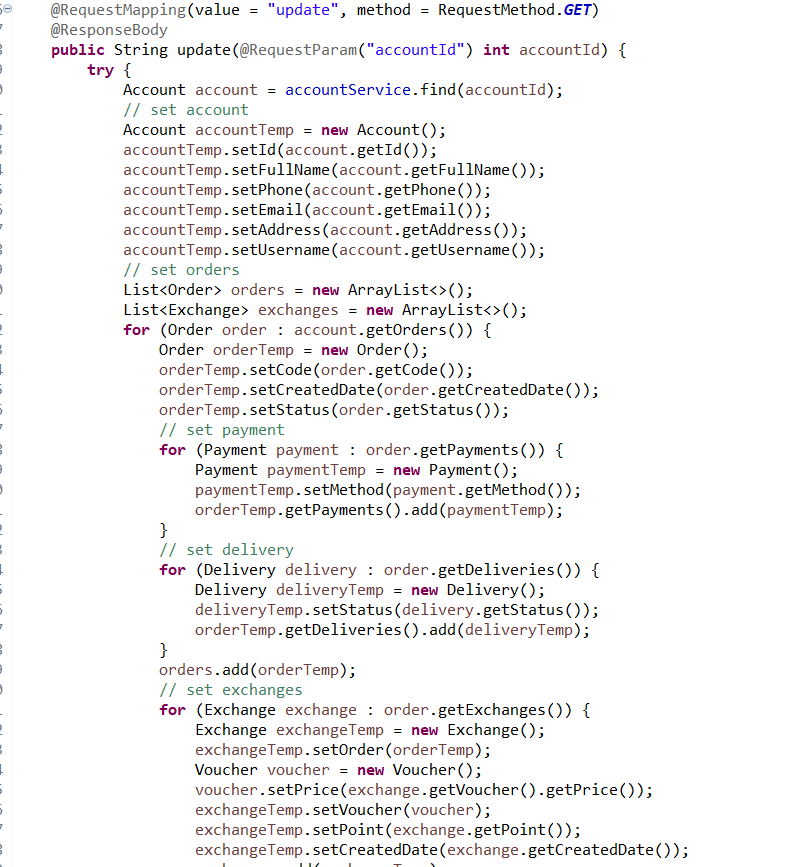 @RequestMapping(value = "update", method = RequestMethod.GET)
@ResponseBody
public String update(@RequestParam("accountId") int accountId) {
try {
Account account = accountService.find(accountId);
// set account
Account accountTemp = new Account();
accountTemp.setId(account.getId());
accountTemp.setFullName(account.getFullName());
accountTemp.setPhone(account.getPhone());
accountTemp.setEmail(account.getEmail());
accountTemp.setAddress(account.getAddress());
accountTemp.setUsername(account.getUsername());
// set orders
List<Order> orders = new ArrayList<>();
List<Exchange> exchanges = new ArrayList<>();
for (Order order : account.getOrders()) {
Order orderTemp = new Order();
orderTemp.setCode(order.getCode());
orderTemp.setCreatedDate(order.getCreatedDate());
orderTemp.setStatus(order.getStatus());
// set payment
for (Payment payment : order.getPayments()) {
Payment paymentTemp = new Payment();
paymentTemp.setMethod(payment.getMethod());
orderTemp.getPayments().add(paymentTemp);
}
// set delivery
for (Delivery delivery : order.getDeliveries()) {
Delivery deliveryTemp = new Delivery();
deliveryTemp.setStatus(delivery.getStatus());
orderTemp.getDeliveries().add(deliveryTemp);
}
orders.add(orderTemp);
// set exchanges
for (Exchange exchange : order.getExchanges()) {
Exchange exchangeTemp = new Exchange();
exchangeTemp.setOrder(orderTemp);
Voucher voucher = new Voucher();
voucher.setPrice(exchange.getVoucher().getPrice());
exchangeTemp.setVoucher(voucher);
exchangeTemp.setPoint(exchange.getPoint());
exchangeTemp.setCreatedDate(exchange.getCreatedDate());